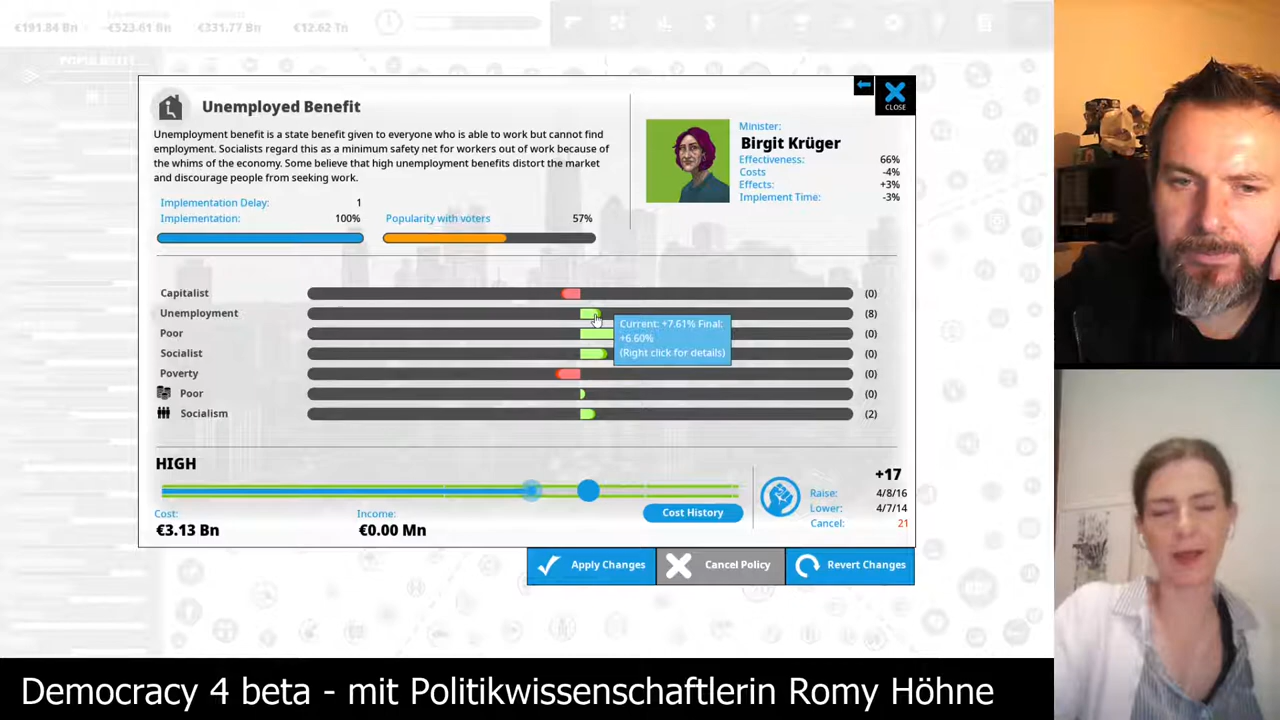 €191.84 Bn -€523.61 Bn €331.77 Bn €12.62 Tn
Unemployed Benefit
CLOSE
Unemployment benefit is a state benefit given to everyone who is able to work but cannot find
employment. Socialists regard this as a minimum safety net for workers out of work because of
the whims of the economy. Some believe that high unemployment benefits distort the market
and discourage people from seeking work.
Minister:
Birgit Krüger
Effectiveness: 66%
Costs -4%
Effects: +3%
Implement Time: -3%
Implementation Delay: 1
Implementation: 100%
Popularity with voters 57%
Capitalist (0)
Unemployment (8)
Poor (0)
Socialist (0)
Poverty (0)
Poor (0)
Socialism (2)
Current: +7.61% Final:
+6.60%
(Right click for details)
HIGH
Cost:
€3.13 Bn
Income:
€0.00 Mn
Cost History
+17
Raise: 4/8/16
Lower: 4/7/14
Cancel: 21
Apply Changes
Cancel Policy
Revert Changes
Democracy 4 beta - mit Politikwissenschaftlerin Romy Höhne